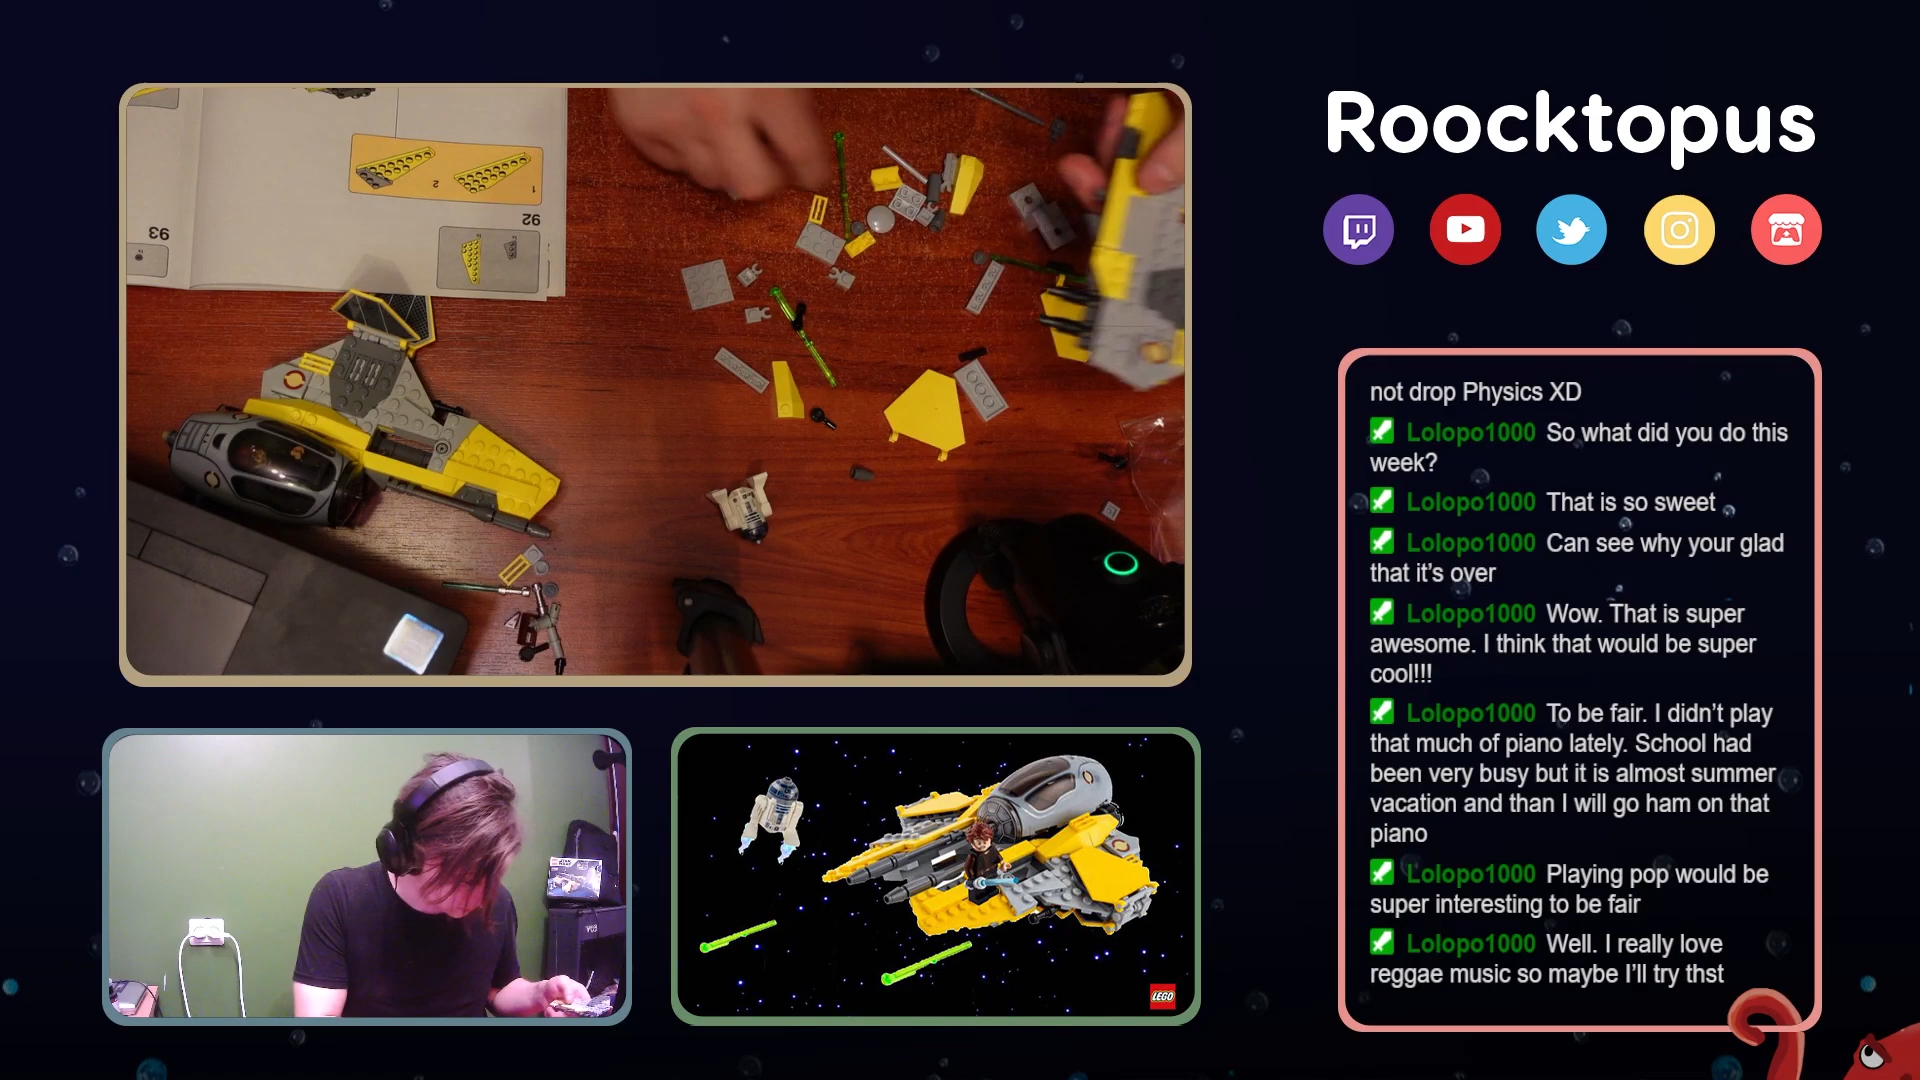 Roocktopus
not drop Physics XD
Lolopo1000 So what did you do this
week?
Lolopo1000 That is so sweet
Lolopo1000 Can see why your glad
that it's over
Lolopo1000 Wow. That is super
awesome. I think that would be super
cool!!!
Lolopo1000 To be fair. I didn't play
that much of piano lately. School had
been very busy but it is almost summer
vacation and than I will go ham on that
piano
Lolopo1000 Playing pop would be
super interesting to be fair
Lolopo1000 Well. I really love
reggae music so maybe I'll try thst
93
92
2
1
LEGO